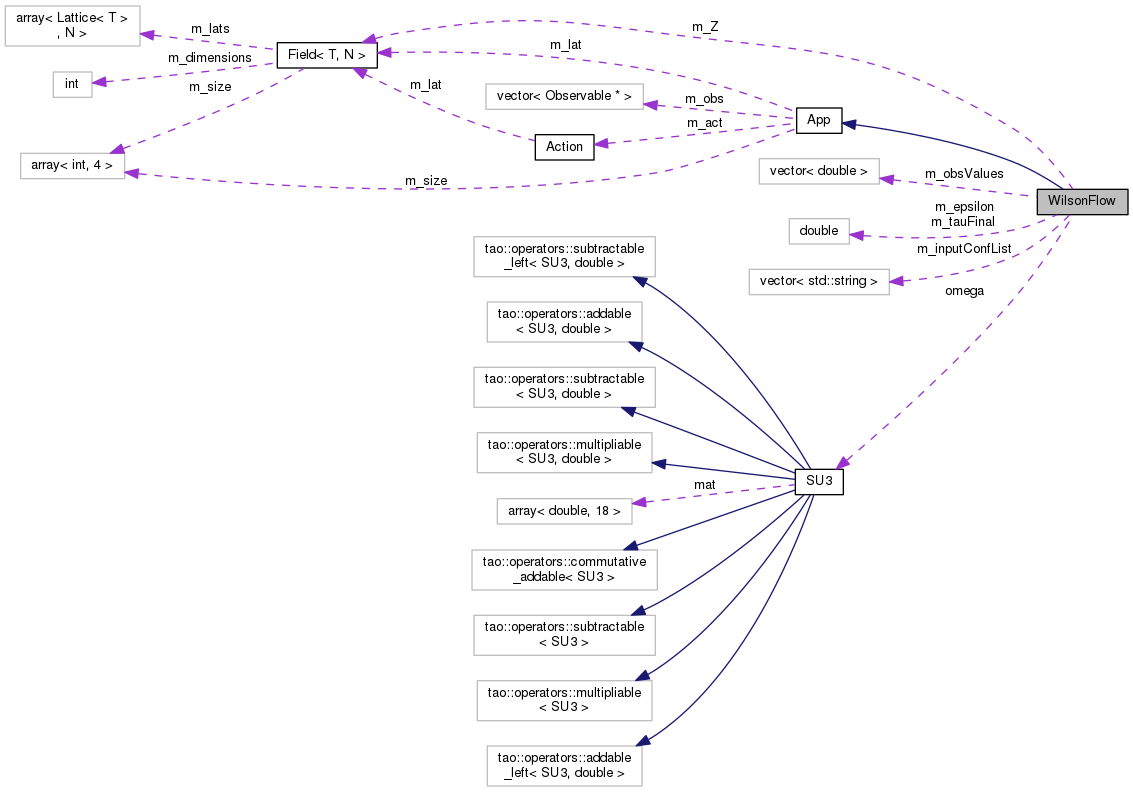 array< Lattice< T >
, N >
m_lats
m_Z
Field< T, N >
m_lat
m_dimensions
int
m_size
m_lat
vector< Observable * >
m_obs
App
m_act
Action
array< int, 4 >
m_size
vector< double >
m_obsValues
WilsonFlow
m_epsilon
m_tauFinal
double
m_inputConfList
vector< std::string >
omega
tao::operators::subtractable
_left< SU3, double >
tao::operators::addable
< SU3, double >
tao::operators::subtractable
< SU3, double >
tao::operators::multipliable
< SU3, double >
mat
SU3
array< double, 18 >
tao::operators::commutative
_addable< SU3 >
tao::operators::subtractable
< SU3 >
tao::operators::multipliable
< SU3 >
tao::operators::addable
_left< SU3, double >